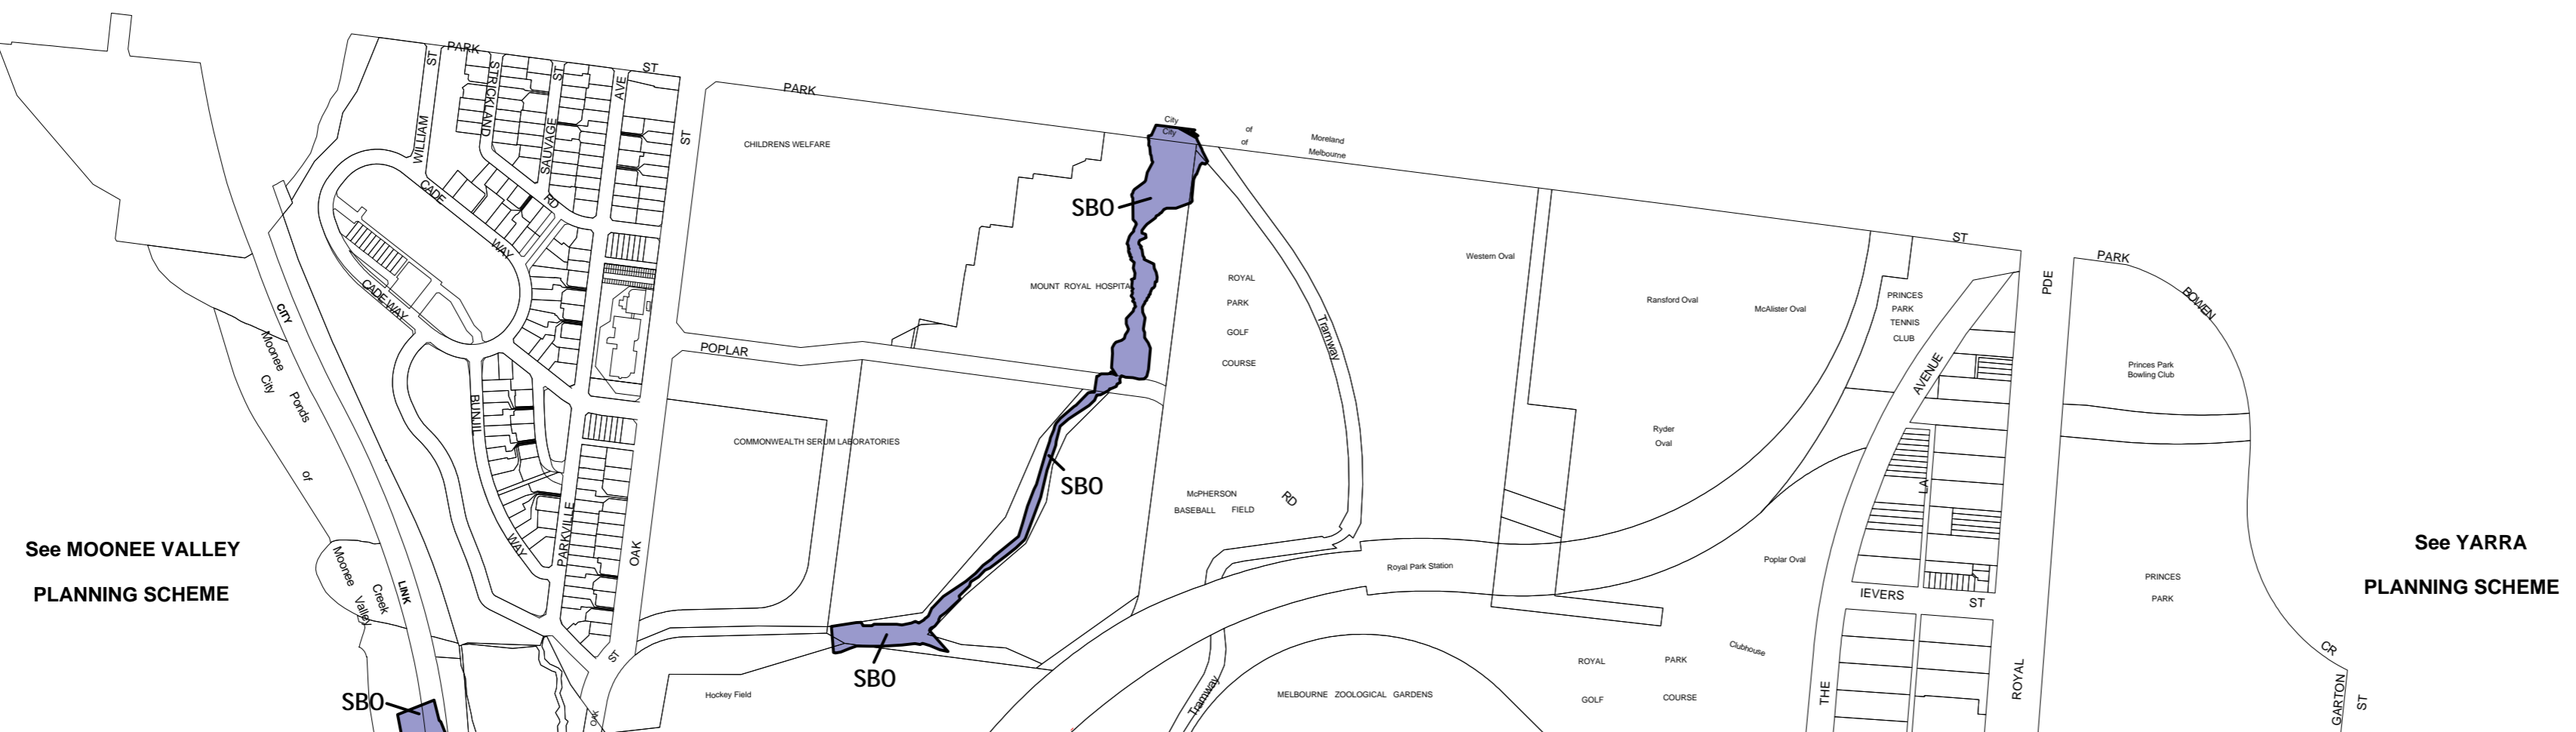 PARK
ST
STRICKLAND
ST
ST
AVE
WILLIAM
SAUVAGE
ST
PARK
CHILDRENS WELFARE
City of Moreland
City of Melbourne
CADE
WAY
RD
SBO
CADE WAY
MOUNT ROYAL HOSPITA
ROYAL
PARK
GOLF
COURSE
Tramway
Western Oval
Ransford Oval
McAlister Oval
ST
PRINCES
PARK
TENNIS
CLUB
PDE
PARK
BOWEN
Princes Park
Bowling Club
CITY
Moonee Ponds
City of
POPLAR
AVENUE
BUNJIL
COMMONWEALTH SERUM LABORATORIES
Ryder
Oval
SBO
McPHERSON
BASEBALL FIELD
RD
LA
WAY
PARKVILLE
OAK
See MOONEE VALLEY
PLANNING SCHEME
Moonee Valley
Creek
LINK
Royal Park Station
Poplar Oval
IEVERS
ST
PRINCES
PARK
See YARRA
PLANNING SCHEME
ST
SBO
SBO
OAK
Hockey Field
Tramway
MELBOURNE ZOOLOGICAL GARDENS
ROYAL PARK
GOLF COURSE
Clubhouse
THE
ROYAL
CR
GARTON
ST